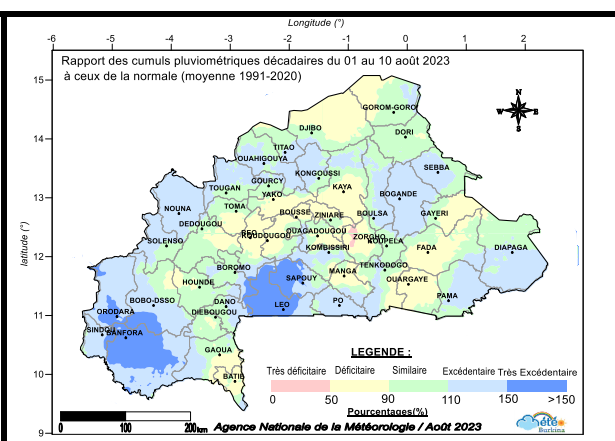 Longitude (°)
-6 -5 -4 -3 -2 -1 0 1 2
Rapport des cumuls pluviométriques décadaires du 01 au 10 août 2023
à ceux de la normale (moyenne 1991-2020)
15
14
13
12
11
10
9
latitude (°)
N
W E
S
GOROM-GORO
DJIBO
DORI
TITAO
OUAHIGOUYA
SEBBA
KONGOUSSI
GOURCY
TOUGAN
KAYA
YAKO
BOGANDE
NOUNA
TOMA
BOUSSE
ZINIARE
BOULSA
GAYERI
DEDOUGOU
REO
KOUDOUGOU
OUAGADOUGOU
ZORGHO
KOUPELA
SOLENSO
KOMBISSIRI
FADA
DIAPAGA
BOROMO
TENKODOGO
MANGA
SAPOUY
HOUNDE
OUARGAYE
BOBO-DSSO
DANO
LEO
PO
PAMA
ORODARA
DIEBOUGOU
SINDOU
BANFORA
GAOUA
BATIE
LEGENDE :
Très déficitaire Déficitaire Similaire Excédentaire Très Excédentaire
0 50 90 110 150 >150
Pourcentages(%)
0 100 200 km
Agence Nationale de la Météorologie / Août 2023
météo
Burkina